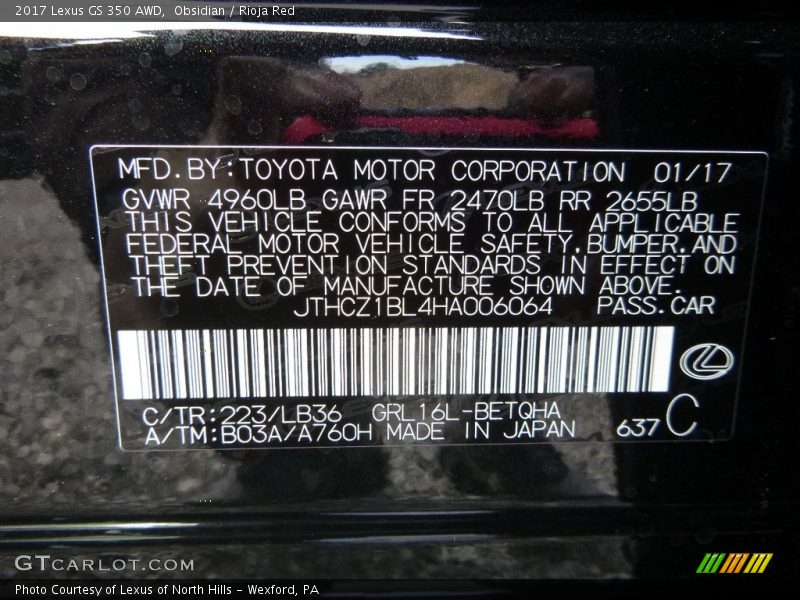 2017 Lexus GS 350 AWD, Obsidian / Rioja Red
MFD.BY:TOYOTA MOTOR CORPORATION 01/17
GVWR 4960LB GAWR FR 2470LB RR 2655LB
THIS VEHICLE CONFORMS TO ALL APPLICABLE
FEDERAL MOTOR VEHICLE SAFETY,BUMPER,AND
THEFT PREVENTION STANDARDS IN EFFECT ON
THE DATE OF MANUFACTURE SHOWN ABOVE.
JTHCZ1BL4HA006064 PASS.CAR
C/TR:223/LB36 GRL16L-BETQHA
A/TM:B03A/A760H MADE IN JAPAN 637 C
GTCARLOT.COM
Photo Courtesy of Lexus of North Hills - Wexford, PA